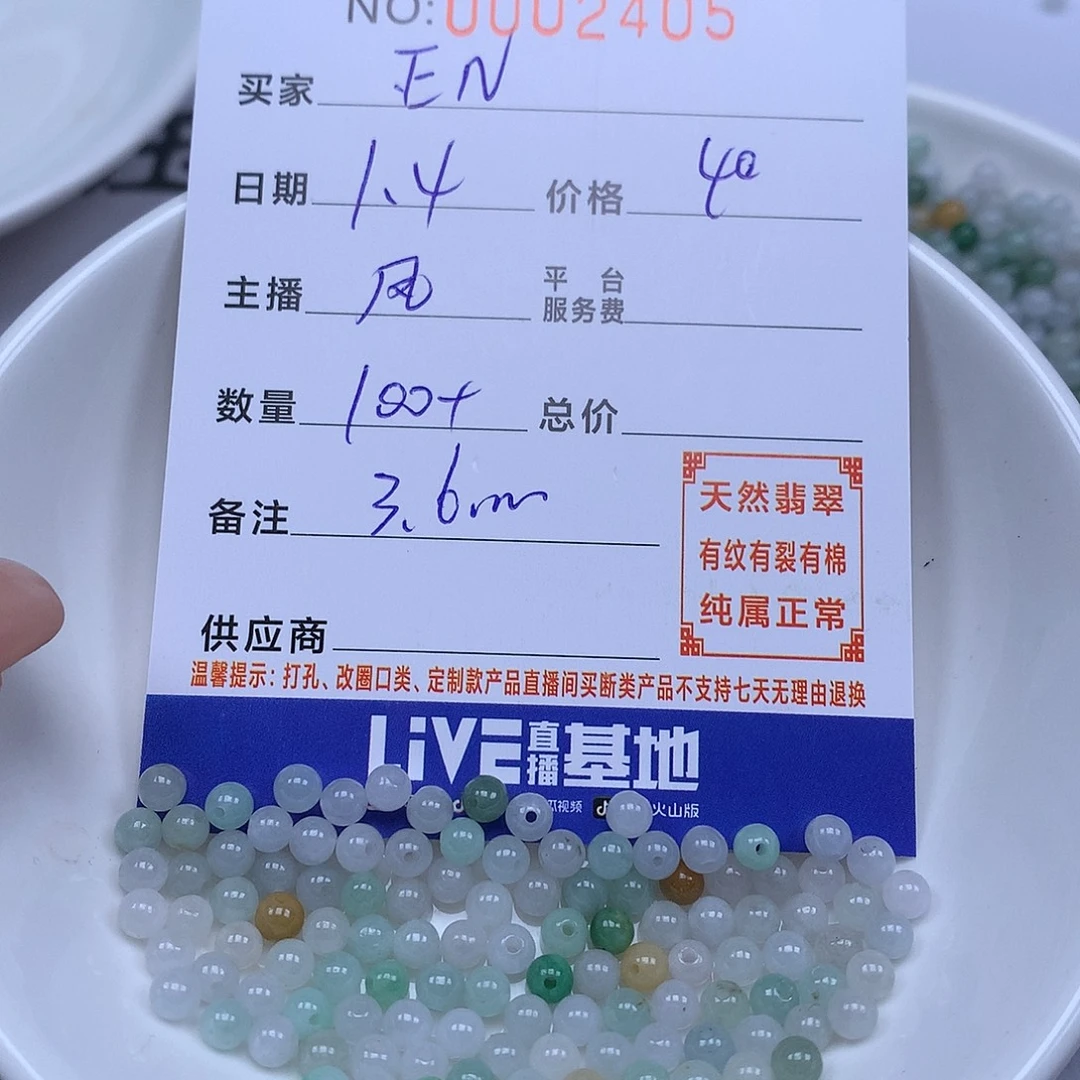 NO: 0002405
买家 EN
日期 1.4 价格 40
主播 风 平台服务费
数量 100+ 总价
备注 3.6m
天然翡翠
有纹有裂有棉
纯属正常
供应商
温馨提示：打孔、改圈口类、定制款产品直播间买断类产品不支持七天无理由退换
LiVE直播基地
瓜视频 火山版